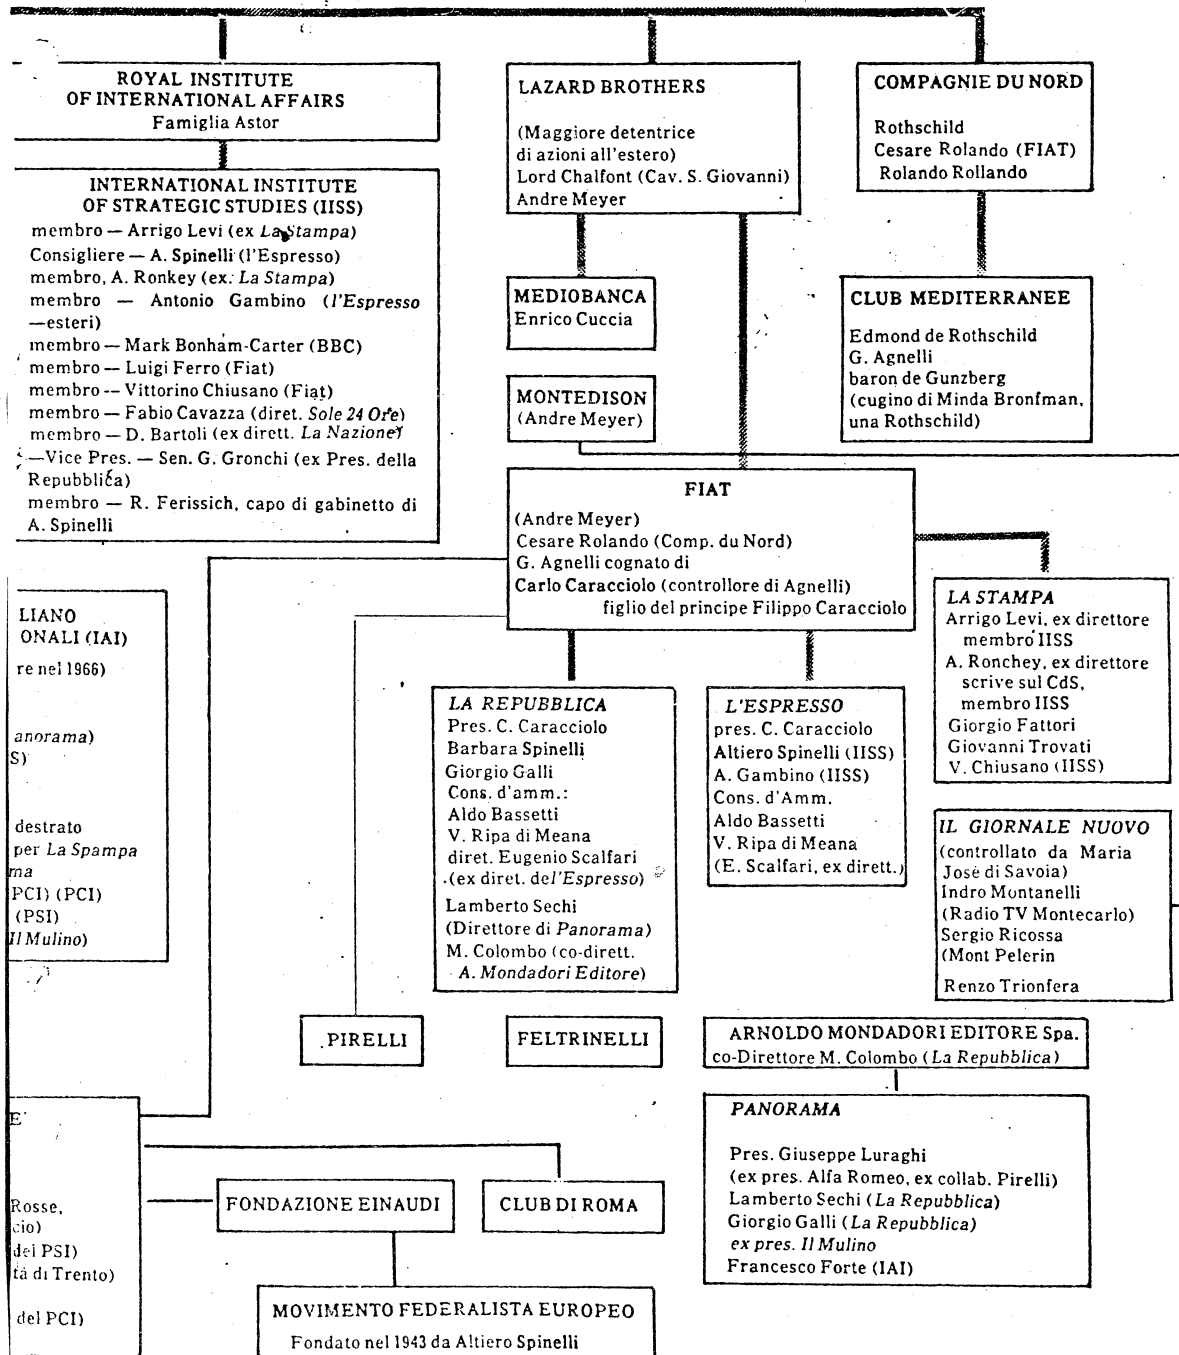 ROYAL INSTITUTE
OF INTERNATIONAL AFFAIRS
Famiglia Astor
INTERNATIONAL INSTITUTE
OF STRATEGIC STUDIES (IISS)
membro — Arrigo Levi (ex La Stampa)
Consigliere — A. Spinelli (l'Espresso)
membro, A. Ronkey (ex. La Stampa)
membro — Antonio Gambino (l'Espresso
—esteri)
membro — Mark Bonham-Carter (BBC)
membro — Luigi Ferro (Fiat)
membro -- Vittorino Chiusano (Fiat)
membro — Fabio Cavazza (diret. Sole 24 Ore)
membro — D. Bartoli (ex dirett. La Nazione)
—Vice Pres. — Sen. G. Gronchi (ex Pres. della
Repubblica)
membro — R. Ferissich, capo di gabinetto di
A. Spinelli
LAZARD BROTHERS
(Maggiore detentrice
di azioni all'estero)
Lord Chalfont (Cav. S. Giovanni)
Andre Meyer
COMPAGNIE DU NORD
Rothschild
Cesare Rolando (FIAT)
Rolando Rollando
MEDIOBANCA
Enrico Cuccia
MONTEDISON
(Andre Meyer)
CLUB MEDITERRANEE
Edmond de Rothschild
G. Agnelli
baron de Gunzberg
(cugino di Minda Bronfman,
una Rothschild)
FIAT
(Andre Meyer)
Cesare Rolando (Comp. du Nord)
G. Agnelli cognato di
Carlo Caracciolo (controllore di Agnelli)
figlio del principe Filippo Caracciolo
LIANO
ONALI (IAI)
re nel 1966)
anorama)
S)
destrato
per La Spampa
ma
PCI) (PCI)
(PSI)
Il Mulino)
LA REPUBBLICA
Pres. C. Caracciolo
Barbara Spinelli
Giorgio Galli
Cons. d'amm.:
Aldo Bassetti
V. Ripa di Meana
diret. Eugenio Scalfari
(ex diret. del'Espresso)
Lamberto Sechi
(Direttore di Panorama)
M. Colombo (co-dirett.
A. Mondadori Editore)
L'ESPRESSO
pres. C. Caracciolo
Altiero Spinelli (IISS)
A. Gambino (IISS)
Cons. d'Amm.
Aldo Bassetti
V. Ripa di Meana
(E. Scalfari, ex dirett.)
LA STAMPA
Arrigo Levi, ex direttore
membro IISS
A. Ronchey, ex direttore
scrive sul CdS,
membro IISS
Giorgio Fattori
Giovanni Trovati
V. Chiusano (IISS)
IL GIORNALE NUOVO
(controllato da Maria
José di Savoia)
Indro Montanelli
(Radio TV Montecarlo)
Sergio Ricossa
(Mont Pelerin
Renzo Trionfera
PIRELLI
FELTRINELLI
ARNOLDO MONDADORI EDITORE Spa.
co-Direttore M. Colombo (La Repubblica)
PANORAMA
Pres. Giuseppe Luraghi
(ex pres. Alfa Romeo, ex collab. Pirelli)
Lamberto Sechi (La Repubblica)
Giorgio Galli (La Repubblica)
ex pres. Il Mulino
Francesco Forte (IAI)
E
Rosse,
cio)
dei PSI)
tà di Trento)
del PCI)
FONDAZIONE EINAUDI
CLUB DI ROMA
MOVIMENTO FEDERALISTA EUROPEO
Fondato nel 1943 da Altiero Spinelli